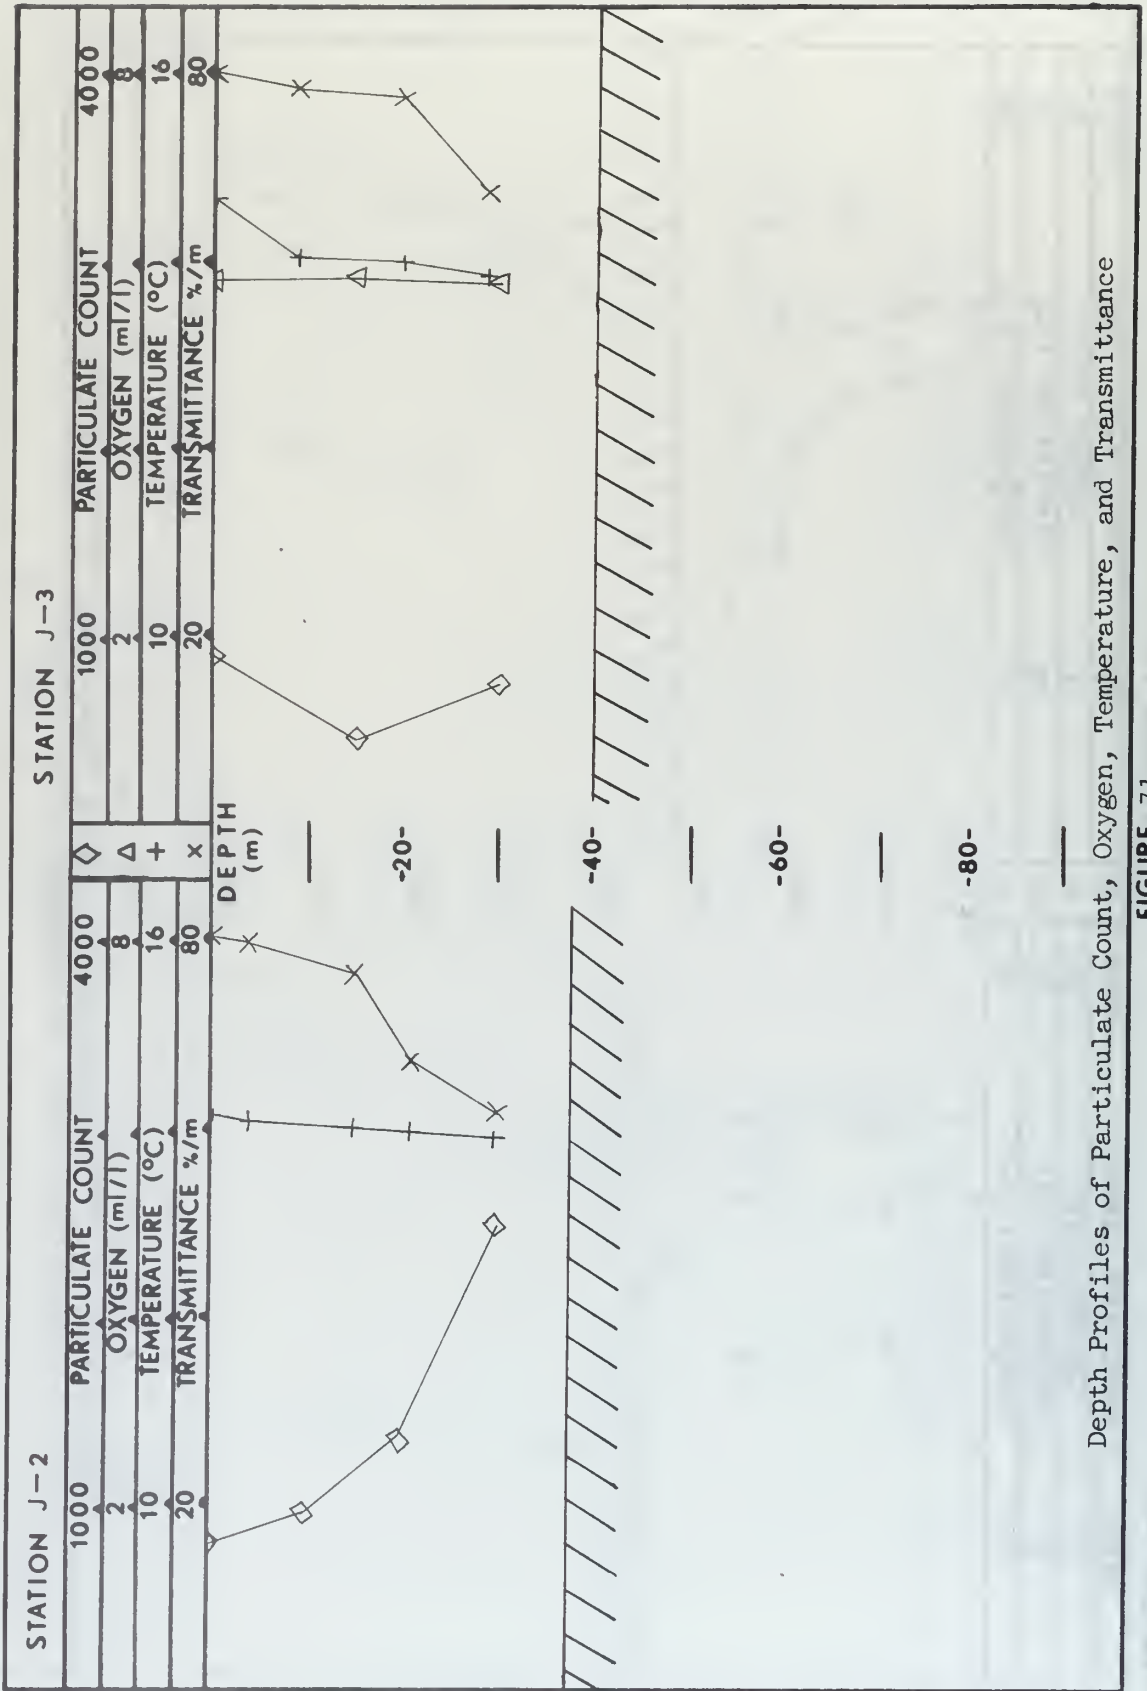 STATION J-2
STATION J-3
1000 PARTICULATE COUNT 4000 ◇ 1000 PARTICULATE COUNT 4000
2 OXYGEN (ml/l) 8 Δ 2 OXYGEN (ml/l) 8
10 TEMPERATURE (°C) 16 + 10 TEMPERATURE (°C) 16
20 TRANSMITTANCE %/m 80 × 20 TRANSMITTANCE %/m 80
DEPTH
(m)
-20-
-40-
-60-
-80-
Depth Profiles of Particulate Count, Oxygen, Temperature, and Transmittance
FIGURE 71